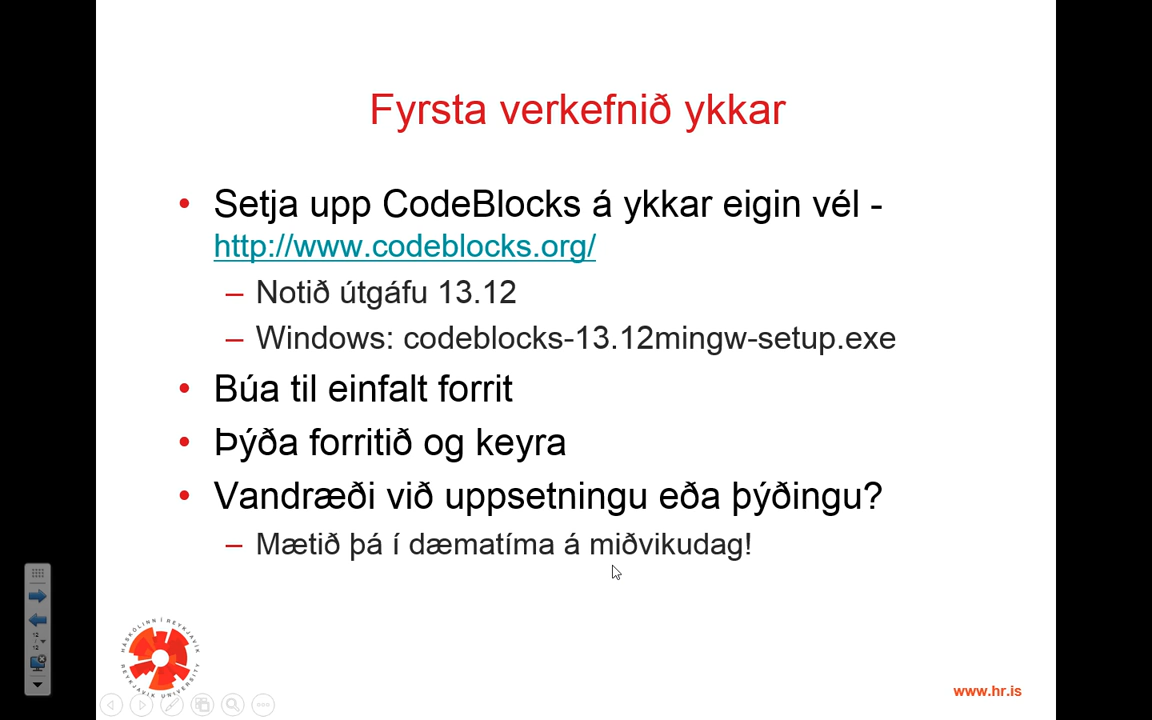 Fyrsta verkefnið ykkar
• Setja upp CodeBlocks á ykkar eigin vél -
http://www.codeblocks.org/
– Notið útgáfu 13.12
– Windows: codeblocks-13.12mingw-setup.exe
• Búa til einfalt forrit
• Þýða forritið og keyra
• Vandræði við uppsetningu eða þýðingu?
– Mætið þá í dæmatíma á miðvikudag!
12
/
12
HÁSKÓLINN Í REYKJAVÍK
REYKJAVIK UNIVERSITY
www.hr.is